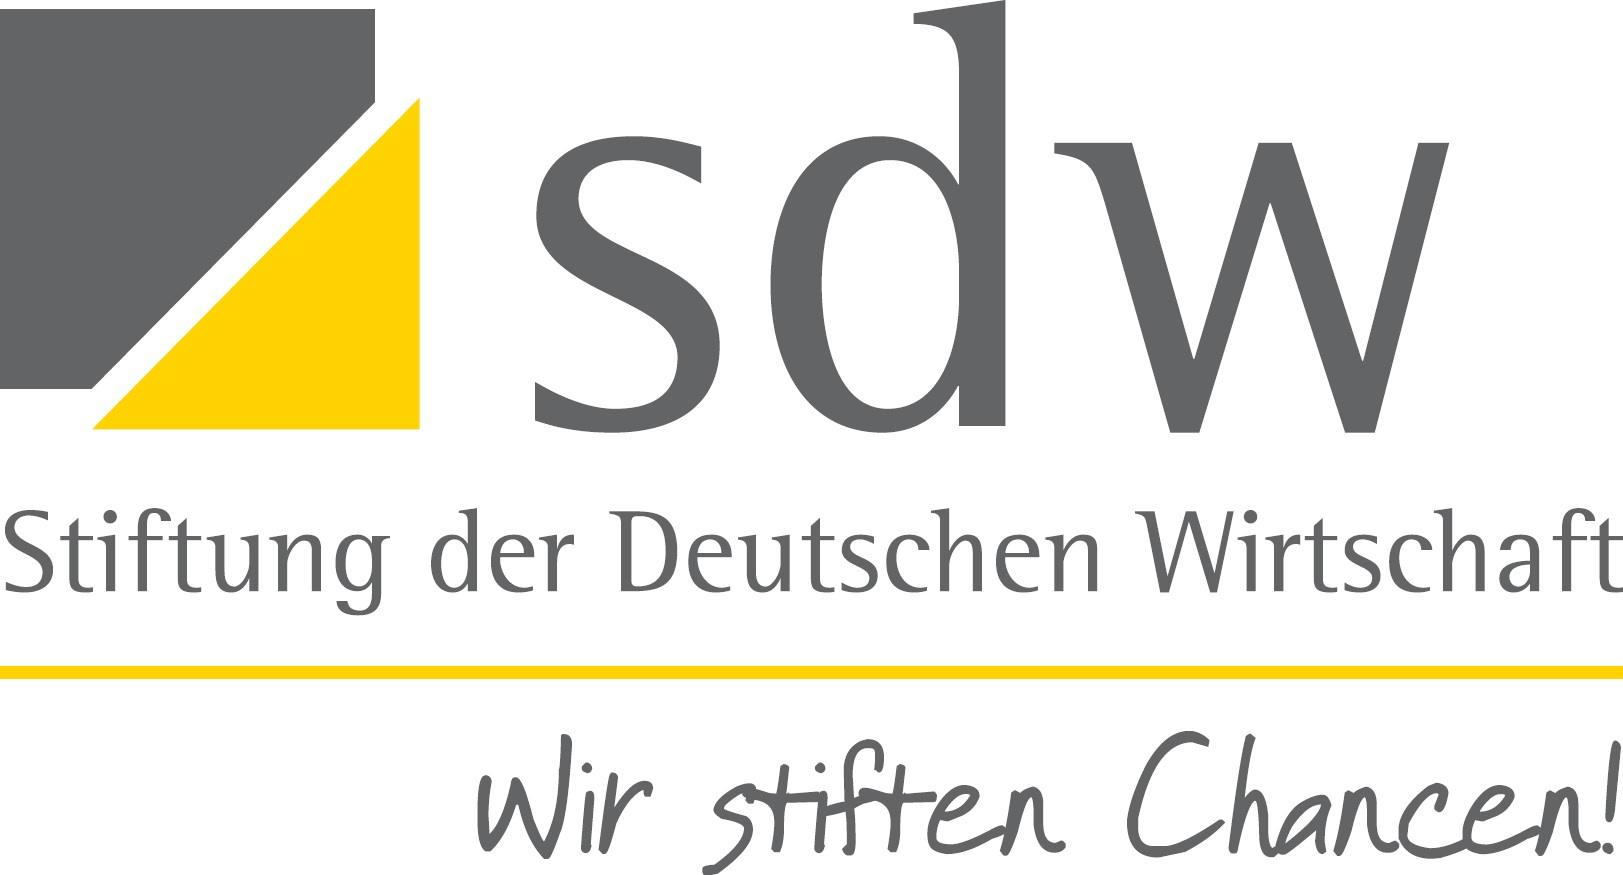 sdw
Stiftung der Deutschen Wirtschaft
Wir stiften Chancen!